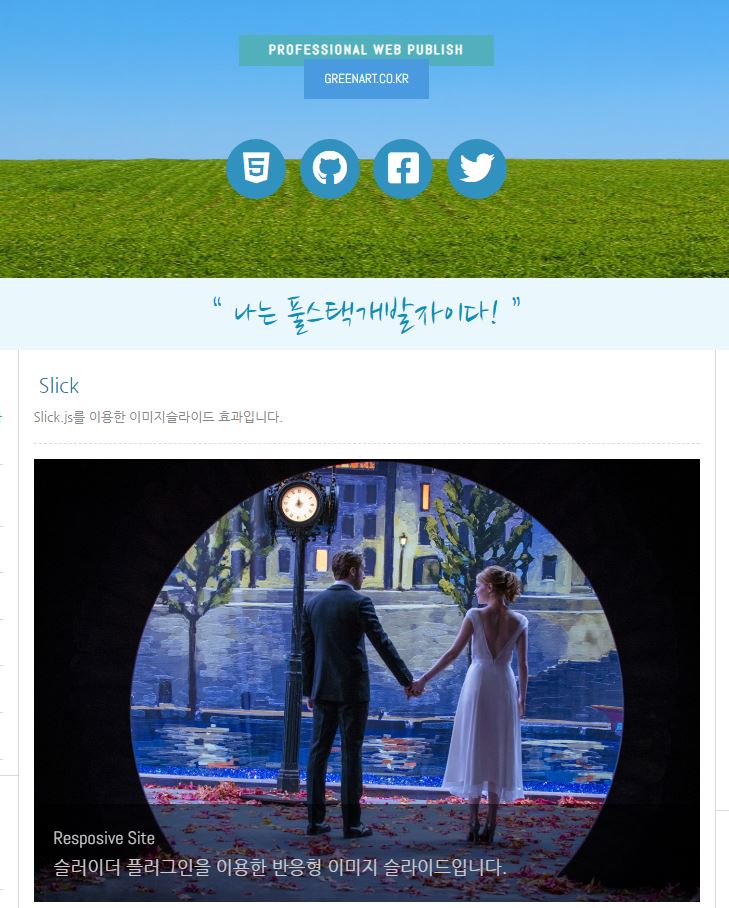 PROFESSIONAL WEB PUBLISH
GREENART.CO.KR
“ 나는 풀스택개발자이다! ”
Slick
Slick.js를 이용한 이미지슬라이드 효과입니다.
Resposive Site
슬러이더 플러그인을 이용한 반응형 이미지 슬라이드입니다.